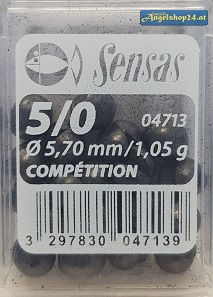 Angelshop24.at
Sensas
5/0 04713
Ø 5,70 mm/1,05 g
COMPÉTITION
3 297830 047139